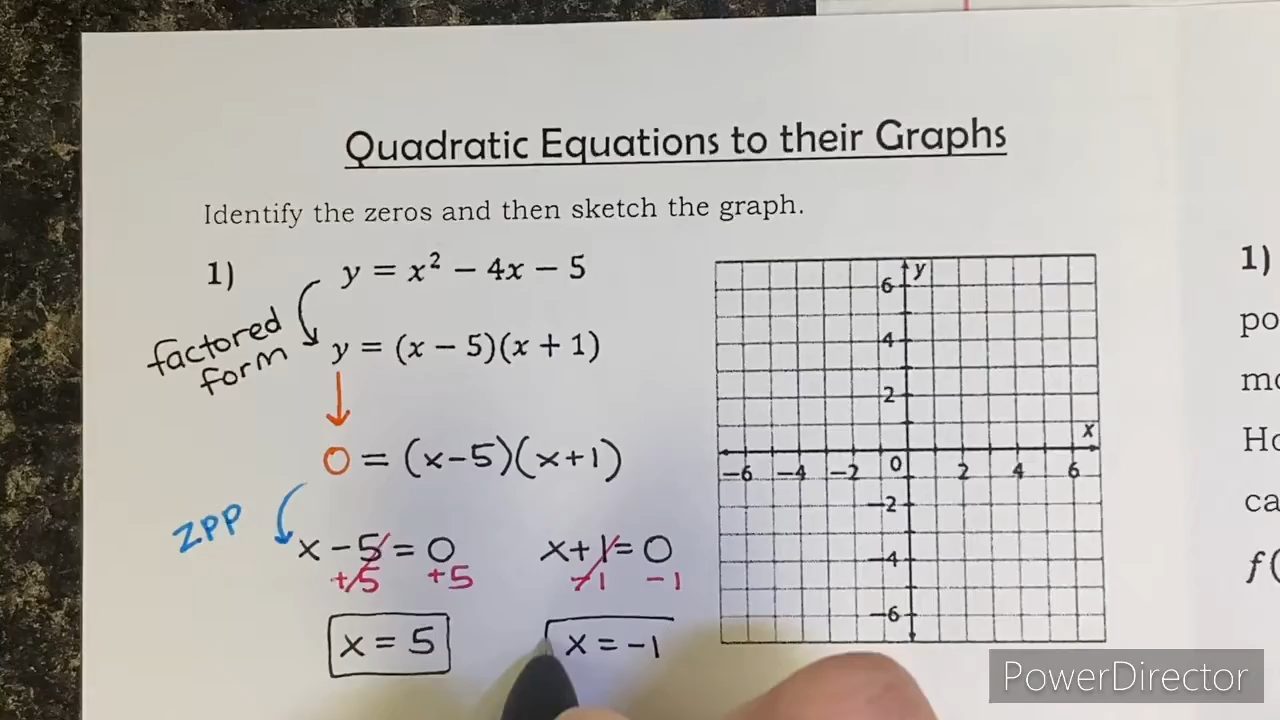 Quadratic Equations to their Graphs
Identify the zeros and then sketch the graph.
1) y = x² − 4x − 5
factored form
y = (x − 5)(x + 1)
0 = (x−5)(x+1)
ZPP
x − 5 = 0 x + 1 = 0
+5 +5 −1 −1
x = 5 x = −1
y
6
4
2
x
−6 −4 −2 0 2 4 6
−2
−4
−6
1)
po
mo
Ho
ca
f(
PowerDirector